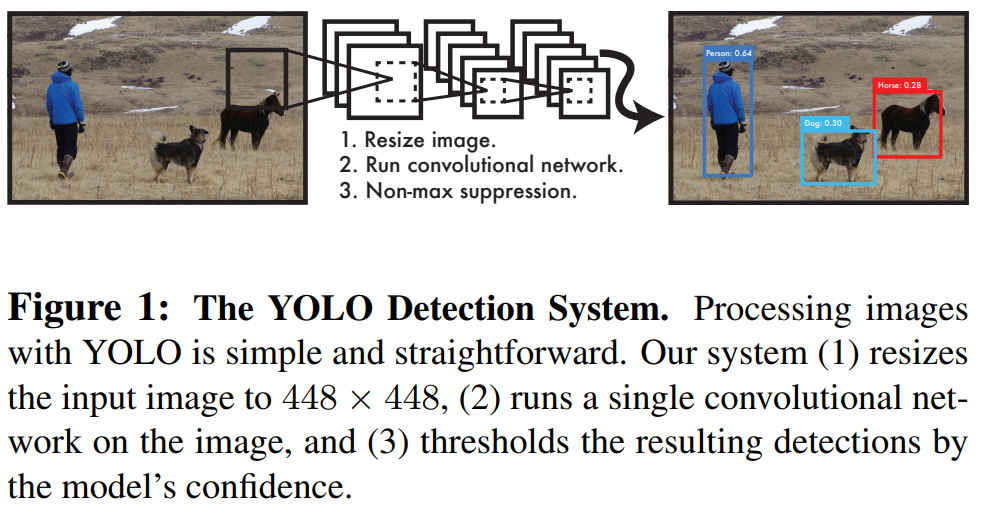 Person: 0.64
Horse: 0.28
Dog: 0.30
1. Resize image.
2. Run convolutional network.
3. Non-max suppression.
Figure 1: The YOLO Detection System. Processing images
with YOLO is simple and straightforward. Our system (1) resizes
the input image to 448 × 448, (2) runs a single convolutional net-
work on the image, and (3) thresholds the resulting detections by
the model’s confidence.